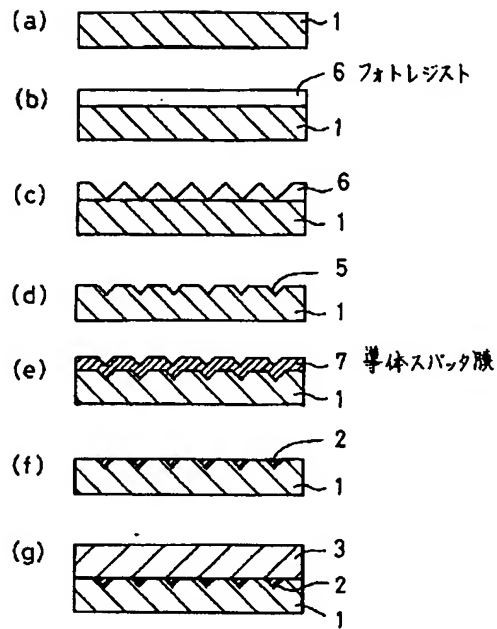 (a) 1
(b) 6 フォトレジスト
1
(c) 6
1
(d) 5
1
(e) 7 導体スパッタ膜
1
(f) 2
1
(g) 3
2
1